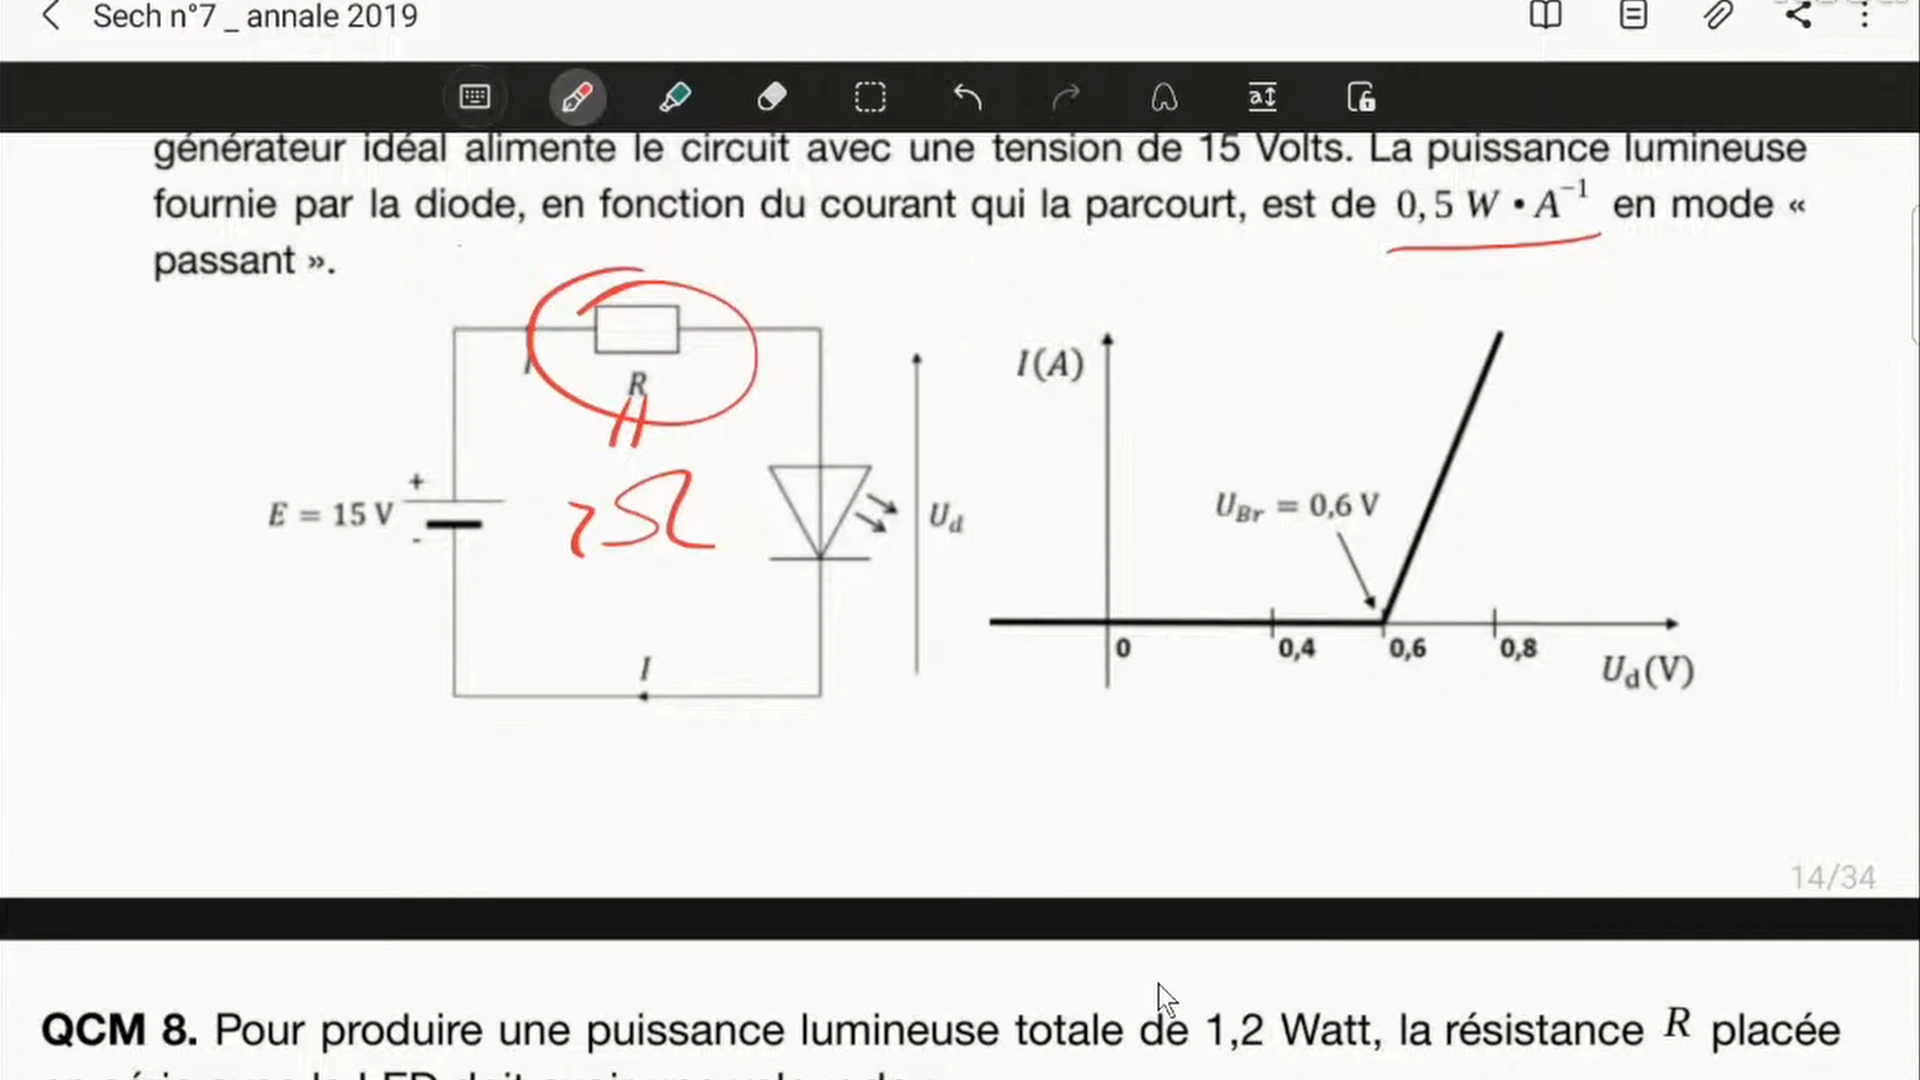 Sech n°7 _ annale 2019
générateur idéal alimente le circuit avec une tension de 15 Volts. La puissance lumineuse
fournie par la diode, en fonction du courant qui la parcourt, est de 0,5 W • A⁻¹ en mode «
passant ».
I(A)
R
+
E = 15 V
-
Ω
U_d
U_Br = 0,6 V
0
0,4
0,6
0,8
U_d(V)
I
14/34
QCM 8. Pour produire une puissance lumineuse totale de 1,2 Watt, la résistance R placée